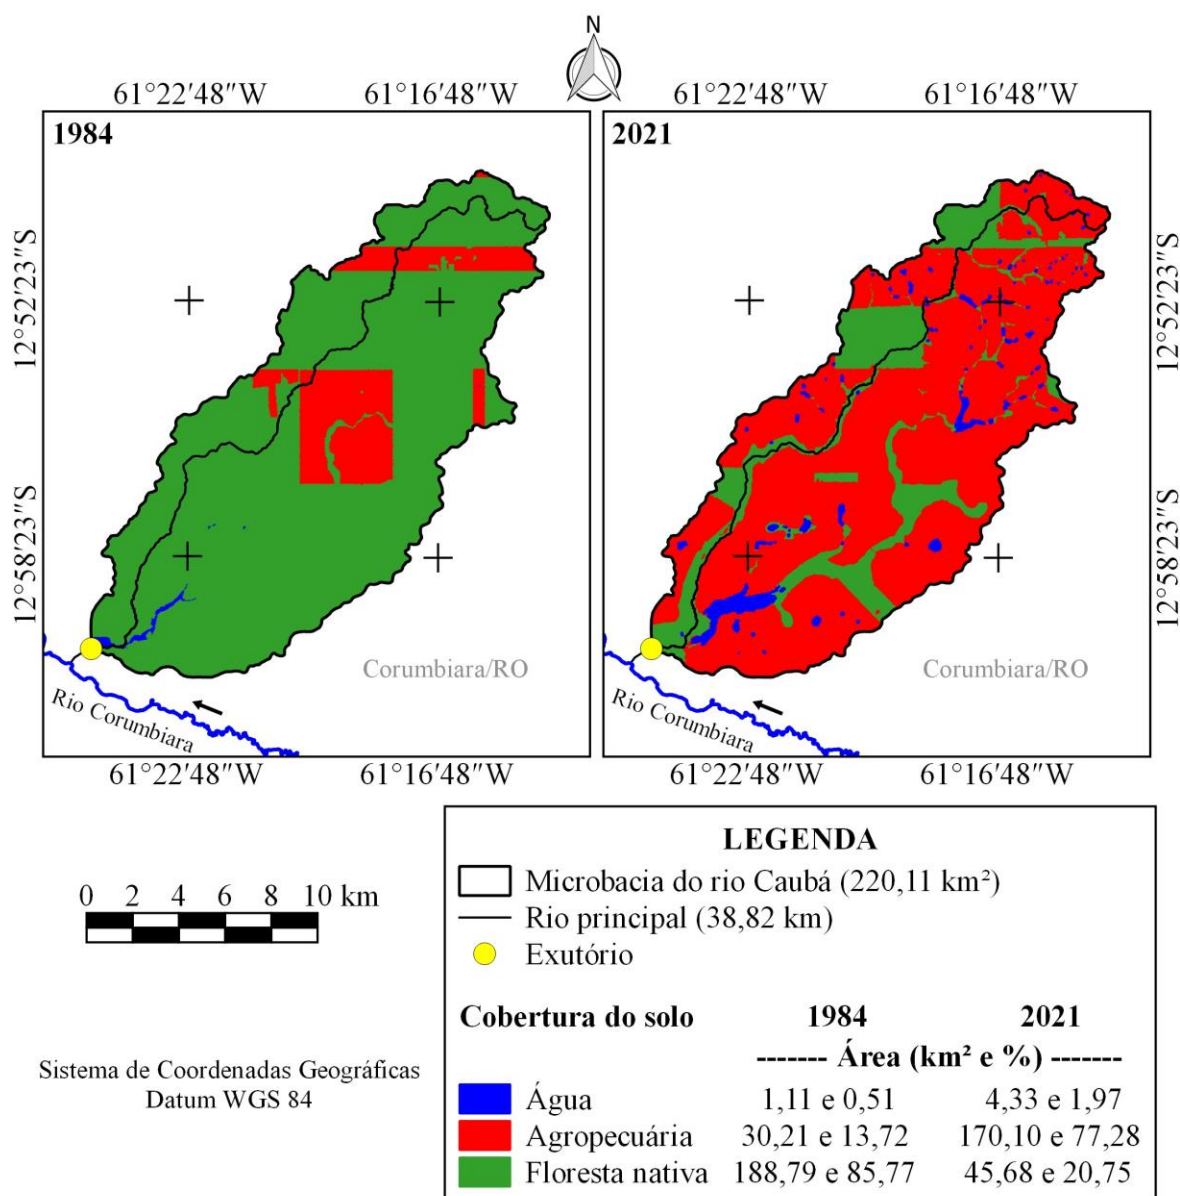 N
61°22′48″W 61°16′48″W 61°22′48″W 61°16′48″W
1984
2021
12°52′23″S
12°58′23″S
12°52′23″S
12°58′23″S
Corumbiara/RO
Rio Corumbiara
Corumbiara/RO
Rio Corumbiara
61°22′48″W 61°16′48″W 61°22′48″W 61°16′48″W
0 2 4 6 8 10 km
Sistema de Coordenadas Geográficas
Datum WGS 84
LEGENDA
Microbacia do rio Caubá (220,11 km²)
Rio principal (38,82 km)
Exutório
Cobertura do solo 1984 2021
------- Área (km² e %) -------
Água 1,11 e 0,51 4,33 e 1,97
Agropecuária 30,21 e 13,72 170,10 e 77,28
Floresta nativa 188,79 e 85,77 45,68 e 20,75